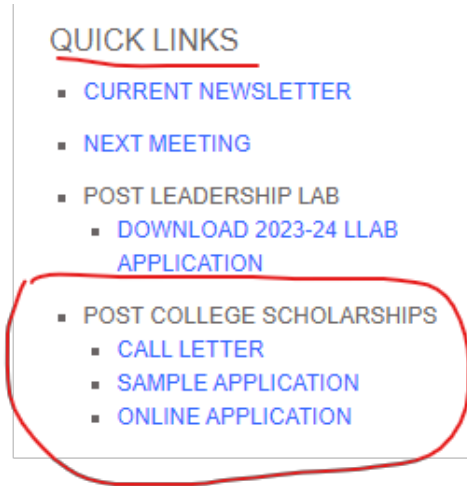 QUICK LINKS
CURRENT NEWSLETTER
NEXT MEETING
POST LEADERSHIP LAB
DOWNLOAD 2023-24 LLAB
APPLICATION
POST COLLEGE SCHOLARSHIPS
CALL LETTER
SAMPLE APPLICATION
ONLINE APPLICATION